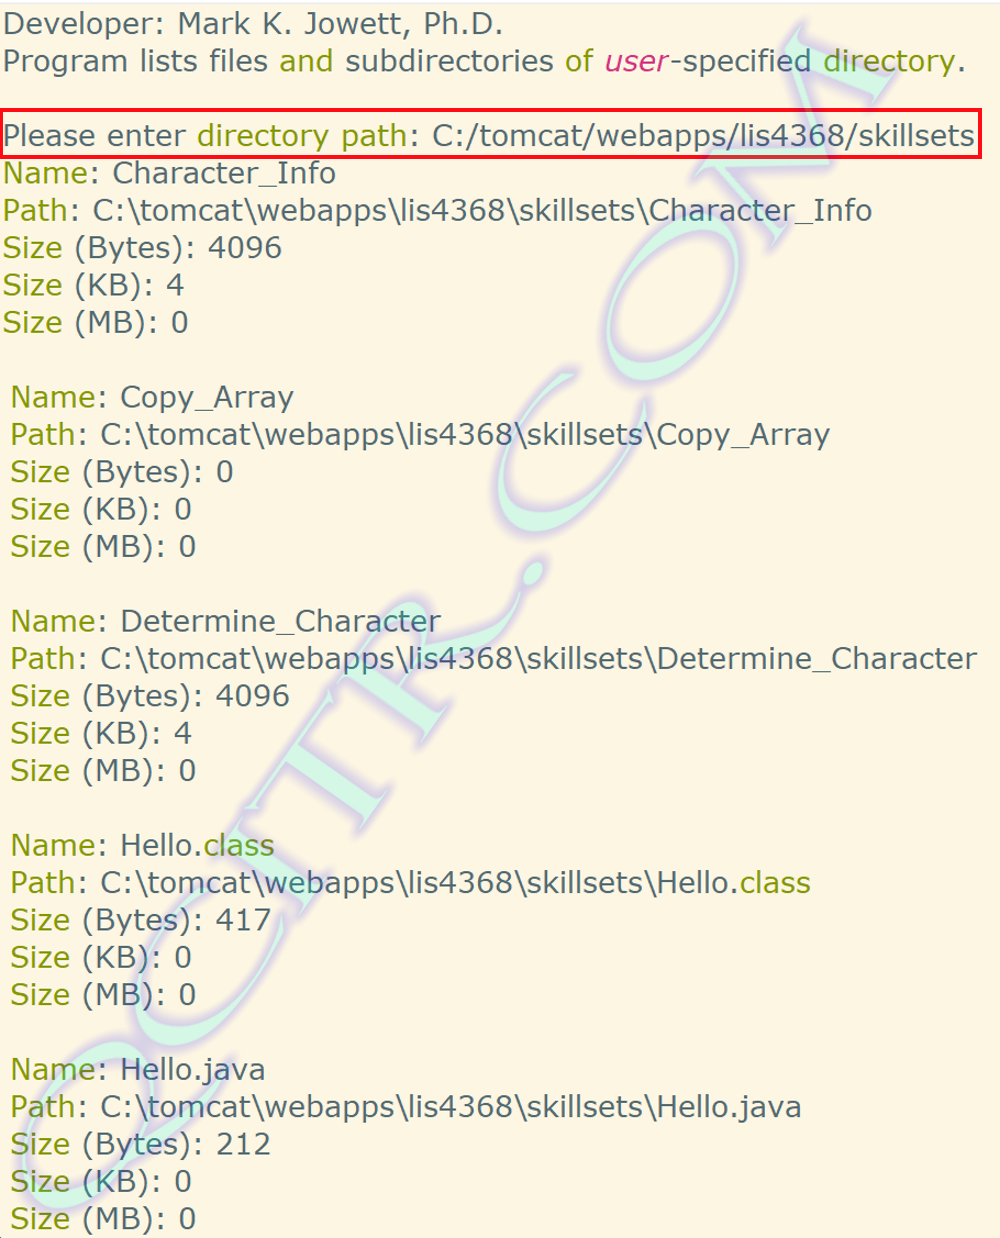 Developer: Mark K. Jowett, Ph.D.
Program lists files and subdirectories of user-specified directory.
Please enter directory path: C:/tomcat/webapps/lis4368/skillsets
Name: Character_Info
Path: C:\tomcat\webapps\lis4368\skillsets\Character_Info
Size (Bytes): 4096
Size (KB): 4
Size (MB): 0
Name: Copy_Array
Path: C:\tomcat\webapps\lis4368\skillsets\Copy_Array
Size (Bytes): 0
Size (KB): 0
Size (MB): 0
Name: Determine_Character
Path: C:\tomcat\webapps\lis4368\skillsets\Determine_Character
Size (Bytes): 4096
Size (KB): 4
Size (MB): 0
Name: Hello.class
Path: C:\tomcat\webapps\lis4368\skillsets\Hello.class
Size (Bytes): 417
Size (KB): 0
Size (MB): 0
Name: Hello.java
Path: C:\tomcat\webapps\lis4368\skillsets\Hello.java
Size (Bytes): 212
Size (KB): 0
Size (MB): 0
QCITR.COM